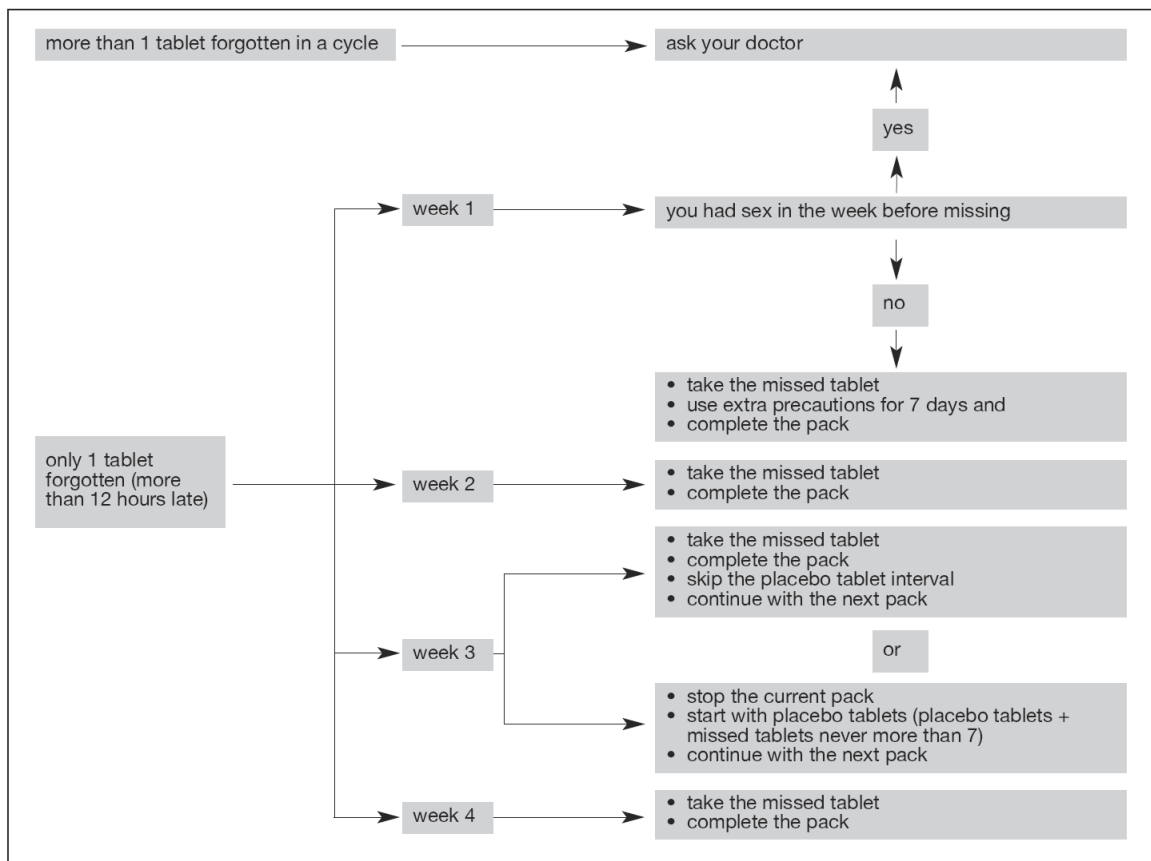 more than 1 tablet forgotten in a cycle
ask your doctor
yes
week 1
you had sex in the week before missing
no
• take the missed tablet
• use extra precautions for 7 days and
• complete the pack
only 1 tablet
forgotten (more
than 12 hours late)
week 2
• take the missed tablet
• complete the pack
• take the missed tablet
• complete the pack
• skip the placebo tablet interval
• continue with the next pack
week 3
or
• stop the current pack
• start with placebo tablets (placebo tablets +
missed tablets never more than 7)
• continue with the next pack
week 4
• take the missed tablet
• complete the pack